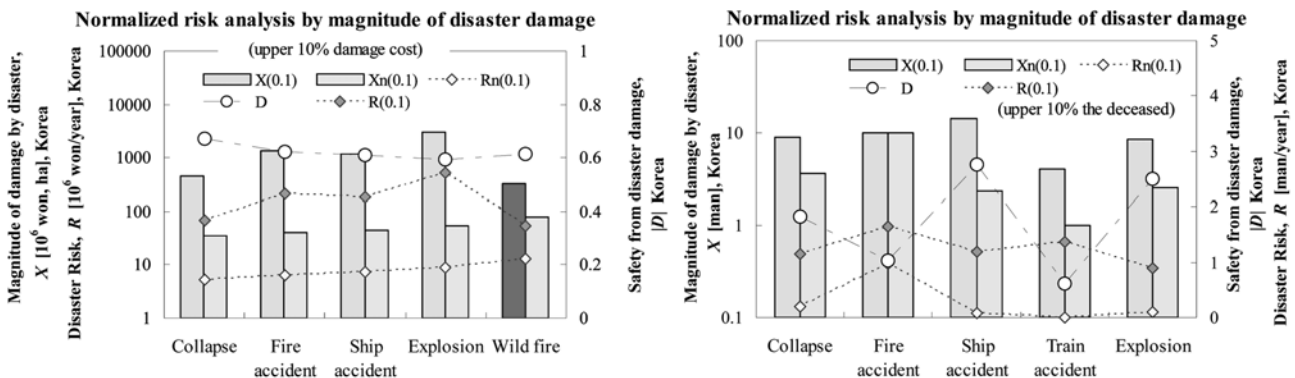 Normalized risk analysis by magnitude of disaster damage
Magnitude of damage by disaster,
X [10⁶ won, ha], Korea
Disaster Risk, R [10⁶ won/year], Korea
100000
10000
1000
100
10
1
(upper 10% damage cost)
X(0.1)
Xn(0.1)
Rn(0.1)
D
R(0.1)
1
0.8
0.6
0.4
0.2
0
Safety from disaster damage,
|D| Korea
Collapse
Fire
accident
Ship
accident
Explosion
Wild fire
Normalized risk analysis by magnitude of disaster damage
Magnitude of damage by disaster,
X [man], Korea
100
10
1
0.1
X(0.1)
Xn(0.1)
Rn(0.1)
D
R(0.1)
(upper 10% the deceased)
5
4
3
2
1
0
Safety from disaster damage,
|D| Korea
Disaster Risk, R [man/year], Korea
Collapse
Fire
accident
Ship
accident
Train
accident
Explosion